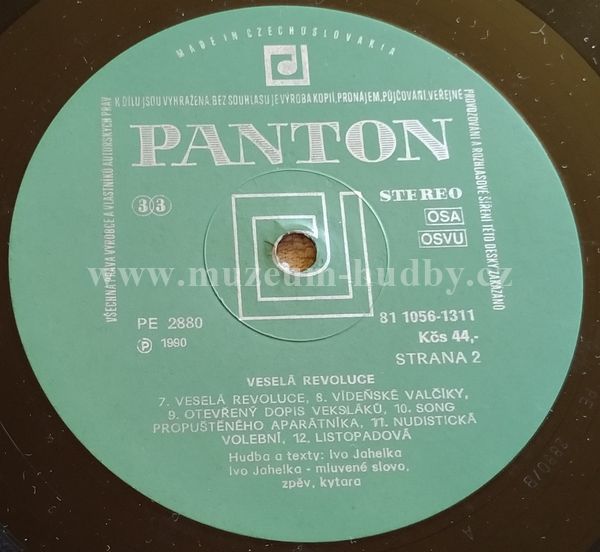 MADE IN CZECHOSLOVAKIA
VŠECHNA PRÁVA VÝROBCE A VLASTNÍKŮ AUTORSKÝCH PRÁV
K DÍLU JSOU VYHRAŽENA. BEZ SOUHLASU JE VÝROBA KOPIÍ, PRONÁJEM, PŮJČOVÁNÍ, VEŘEJNÉ
PROVOZOVÁNÍ A ROZHLASOVÉ ŠÍŘENÍ TÉTO DESKY ZAKÁZÁNO
PANTON
33
STEREO
OSA
OSVU
www.muzeum-hudby.cz
PE 2880
81 1056-1311
℗ 1990
Kčs 44,-
STRANA 2
VESELÁ REVOLUCE
7. VESELÁ REVOLUCE, 8. VÍDEŇSKÉ VALČÍKY,
9. OTEVŘENÝ DOPIS VEKSLÁKŮ, 10. SONG
PROPUŠTĚNÉHO APARÁTNÍKA, 11. NUDISTICKÁ
VOLEBNÍ, 12. LISTOPADOVÁ
Hudba a texty: Ivo Jahelka
Ivo Jahelka - mluvené slovo,
zpěv, kytara